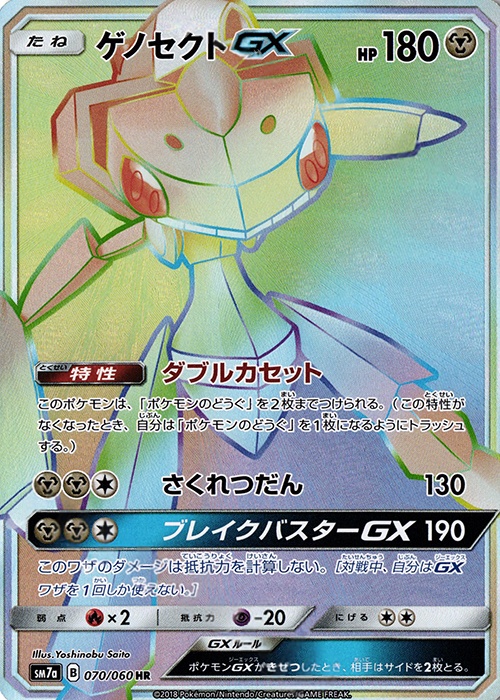 たね ゲノセクトGX HP 180
とくせい
特性 ダブルカセット
このポケモンは、「ポケモンのどうぐ」を2枚までつけられる。（この特性が
なくなったとき、自分は「ポケモンのどうぐ」を1枚になるようにトラッシュ
する。）
さくれつだん 130
ブレイクバスターGX 190
このワザのダメージは抵抗力を計算しない。[対戦中、自分はGX
ワザを1回しか使えない。]
弱点 ×2 抵抗力 -20 にげる
Illus. Yoshinobu Saito
GXルール
sm7a B 070/060 HR
ポケモンGXがきぜつしたとき、相手はサイドを2枚とる。
©2018 Pokémon/Nintendo/Creatures/GAME FREAK.